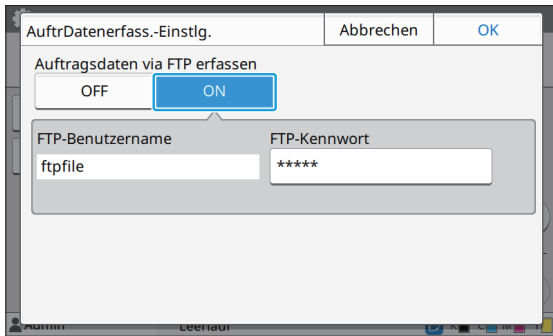 AuftrDatenerfass.-Einstlg.
Abbrechen
OK
Auftragsdaten via FTP erfassen
OFF
ON
FTP-Benutzername
FTP-Kennwort
ftpfile
*****
Admin
Leerlauf
K
C
M
Y